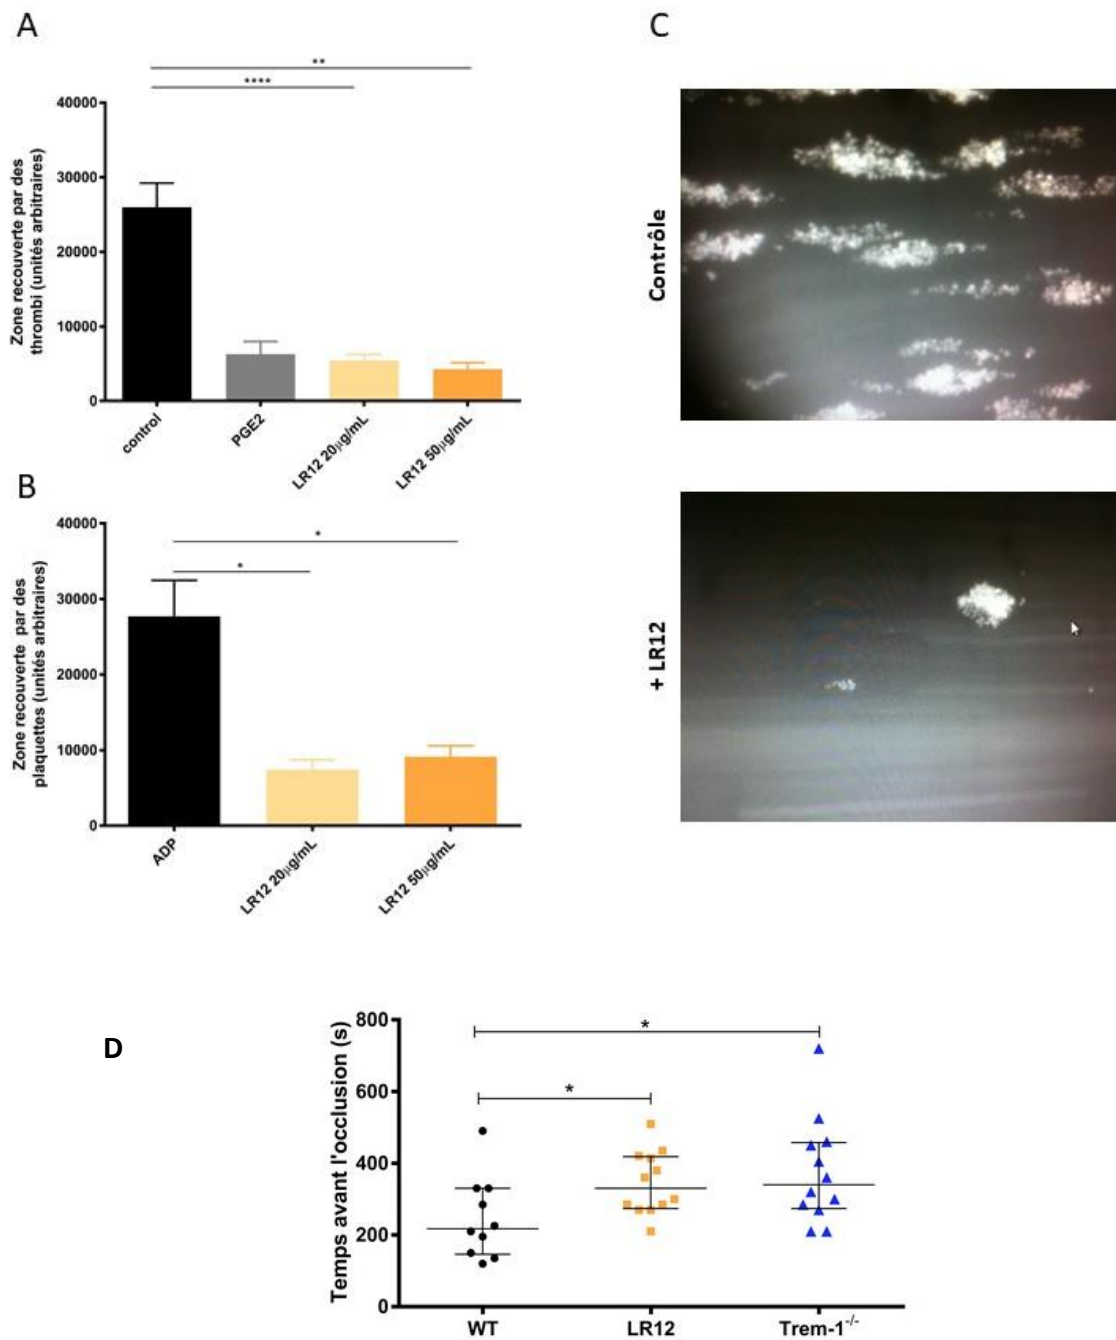 A
Zone recouverte par des
thrombi (unités arbitraires)
**
****
40000
30000
20000
10000
0
control
PGE2
LR12 20µg/mL
LR12 50µg/mL
B
Zone recouverte par des
plaquettes (unités arbitraires)
*
*
40000
30000
20000
10000
0
ADP
LR12 20µg/mL
LR12 50µg/mL
C
Contrôle
+ LR12
D
Temps avant l'occlusion (s)
*
*
800
600
400
200
0
WT
LR12
Trem-1-/-